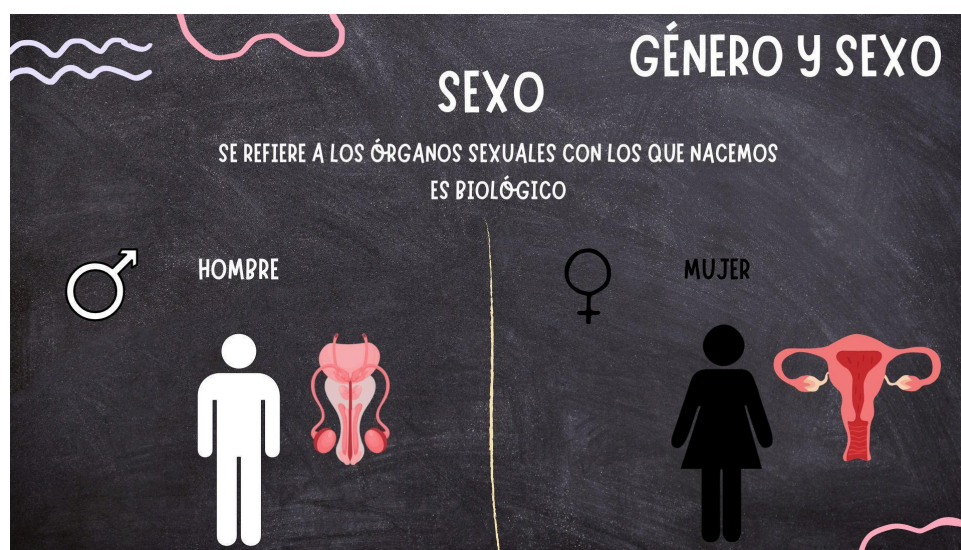 GÉNERO Y SEXO
SEXO
SE REFIERE A LOS ÓRGANOS SEXUALES CON LOS QUE NACEMOS
ES BIOLÓGICO
HOMBRE
MUJER